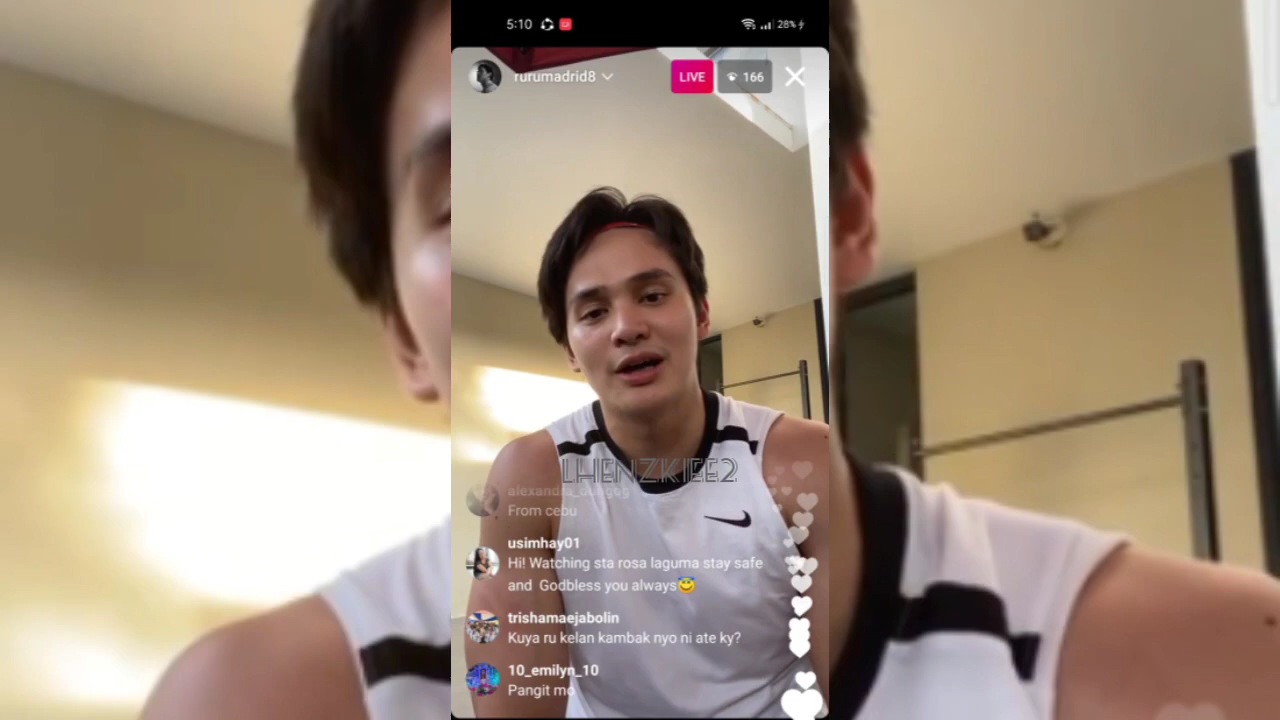 5:10
28%
rurumadrid8
LIVE
166
LHENZKIEE2
From cebu
usimhay01
Hi! Watching sta rosa laguma stay safe
and Godbless you always
trishamaejabolin
Kuya ru kelan kambak nyo ni ate ky?
10_emilyn_10
Pangit mo